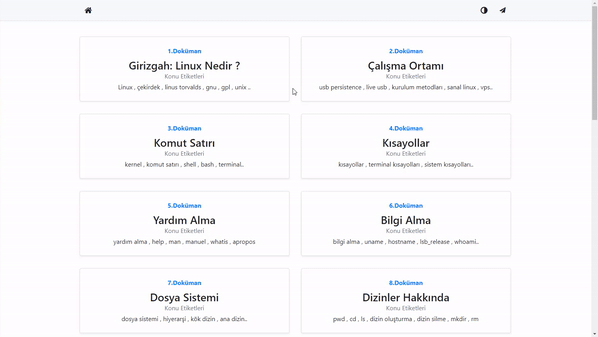 1.Doküman
Girizgah: Linux Nedir ?
Konu Etiketleri
Linux , çekirdek , linus torvalds , gnu , gpl , unix ..
2.Doküman
Çalışma Ortamı
Konu Etiketleri
usb persistence , live usb , kurulum metodları , sanal linux , vps..
3.Doküman
Komut Satırı
Konu Etiketleri
kernel , komut satırı , shell , bash , terminal..
4.Doküman
Kısayollar
Konu Etiketleri
kısayollar , terminal kısayolları , sistem kısayolları..
5.Doküman
Yardım Alma
Konu Etiketleri
yardım alma , help , man , manuel , whatis , apropos
6.Doküman
Bilgi Alma
Konu Etiketleri
bilgi alma , uname , hostname , lsb_release , whoami..
7.Doküman
Dosya Sistemi
Konu Etiketleri
dosya sistemi , hiyerarşi , kök dizin , ana dizin..
8.Doküman
Dizinler Hakkında
Konu Etiketleri
pwd , cd , ls , dizin oluşturma , dizin silme , mkdir , rm